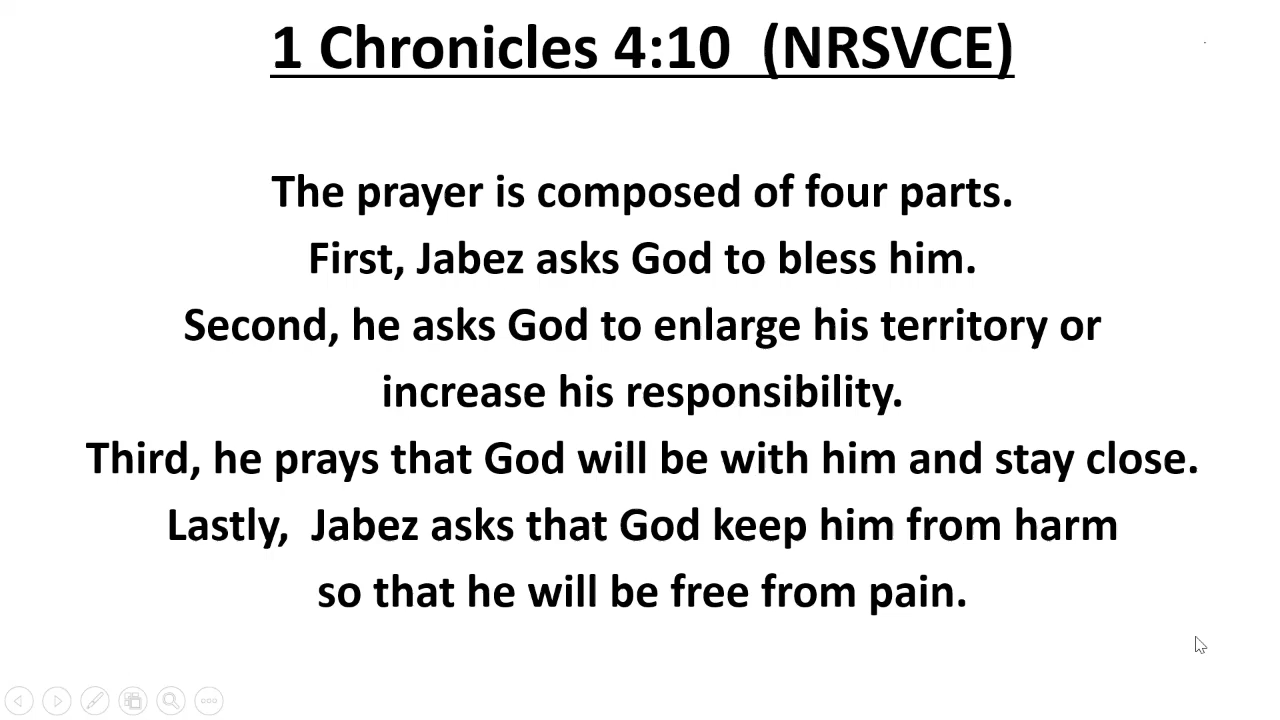 1 Chronicles 4:10  (NRSVCE)
The prayer is composed of four parts.
First, Jabez asks God to bless him.
Second, he asks God to enlarge his territory or
increase his responsibility.
Third, he prays that God will be with him and stay close.
Lastly,  Jabez asks that God keep him from harm
so that he will be free from pain.